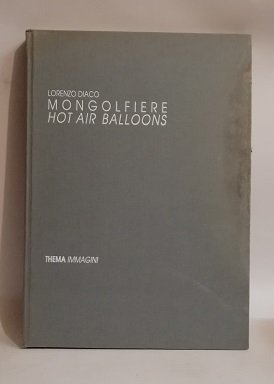 LORENZO DIACO
MONGOLFIERE
HOT AIR BALLOONS
THEMA IMMAGINI